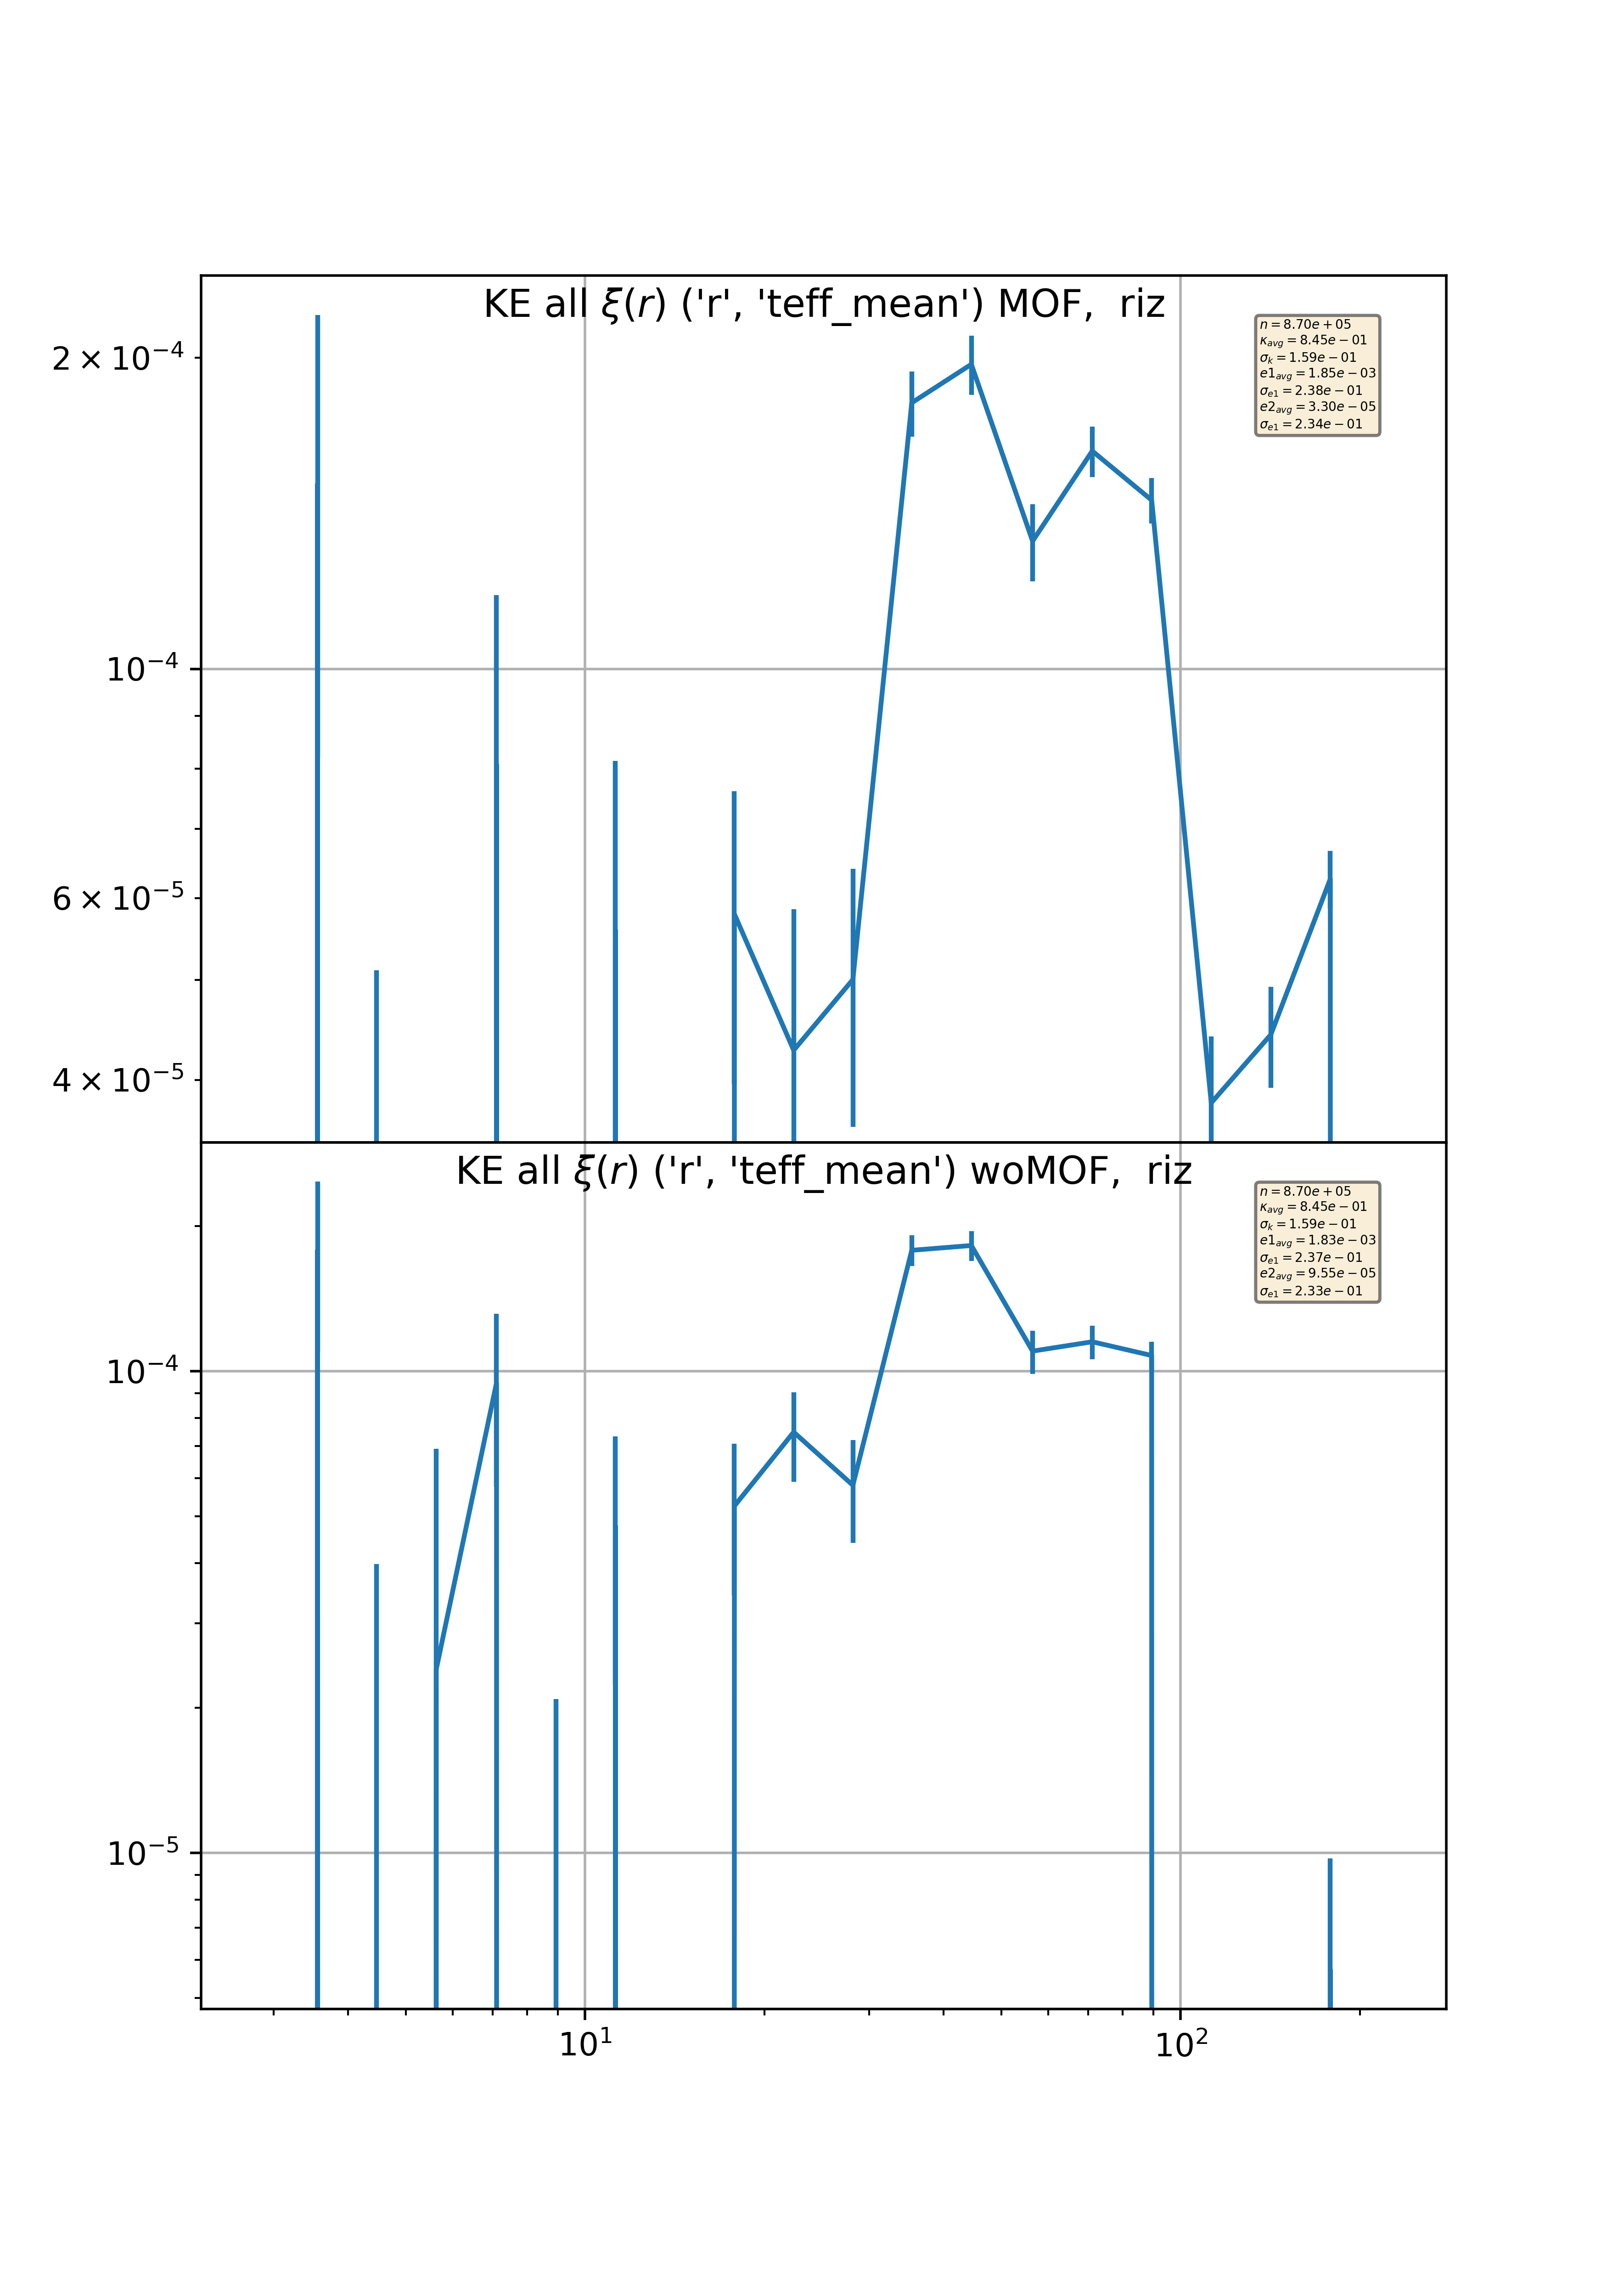 KE all ξ(r) ('r', 'teff_mean') MOF,  riz
n = 8.70e + 05
κavg = 8.45e − 01
σk = 1.59e − 01
e1avg = 1.85e − 03
σe1 = 2.38e − 01
e2avg = 3.30e − 05
σe1 = 2.34e − 01
2 × 10⁻⁴
10⁻⁴
6 × 10⁻⁵
4 × 10⁻⁵
KE all ξ(r) ('r', 'teff_mean') woMOF,  riz
n = 8.70e + 05
κavg = 8.45e − 01
σk = 1.59e − 01
e1avg = 1.83e − 03
σe1 = 2.37e − 01
e2avg = 9.55e − 05
σe1 = 2.33e − 01
10⁻⁴
10⁻⁵
10¹ 10²